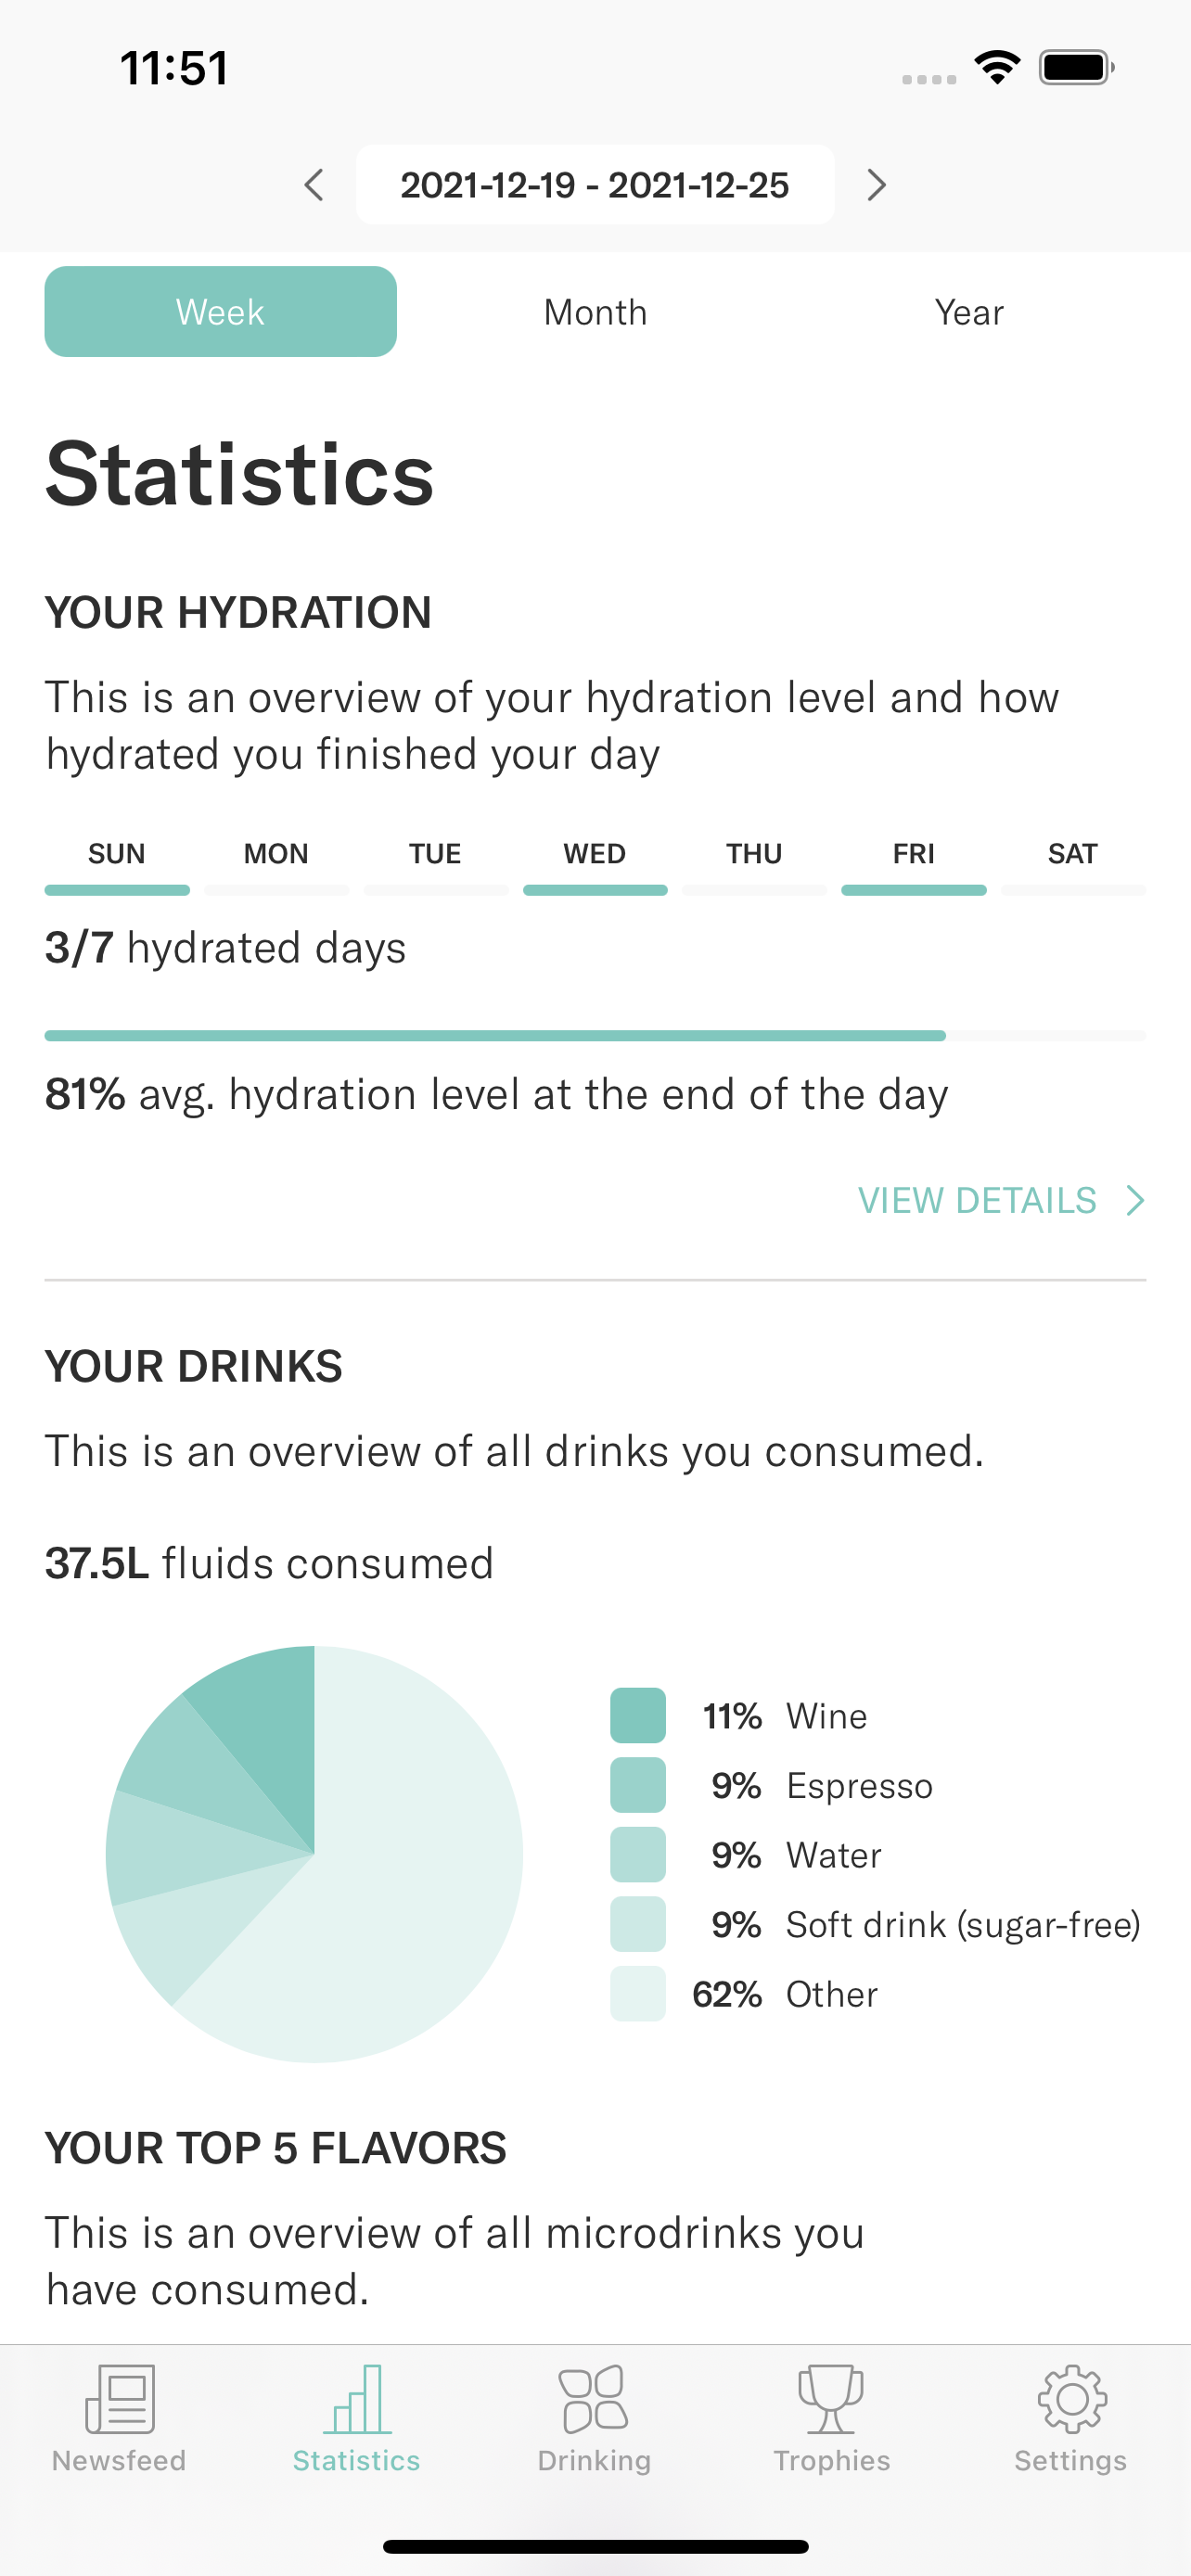 11:51
2021-12-19 - 2021-12-25
Week Month Year
Statistics
YOUR HYDRATION
This is an overview of your hydration level and how
hydrated you finished your day
SUN MON TUE WED THU FRI SAT
3/7 hydrated days
81% avg. hydration level at the end of the day
VIEW DETAILS
YOUR DRINKS
This is an overview of all drinks you consumed.
37.5L fluids consumed
11% Wine
9% Espresso
9% Water
9% Soft drink (sugar-free)
62% Other
YOUR TOP 5 FLAVORS
This is an overview of all microdrinks you
have consumed.
Newsfeed Statistics Drinking Trophies Settings